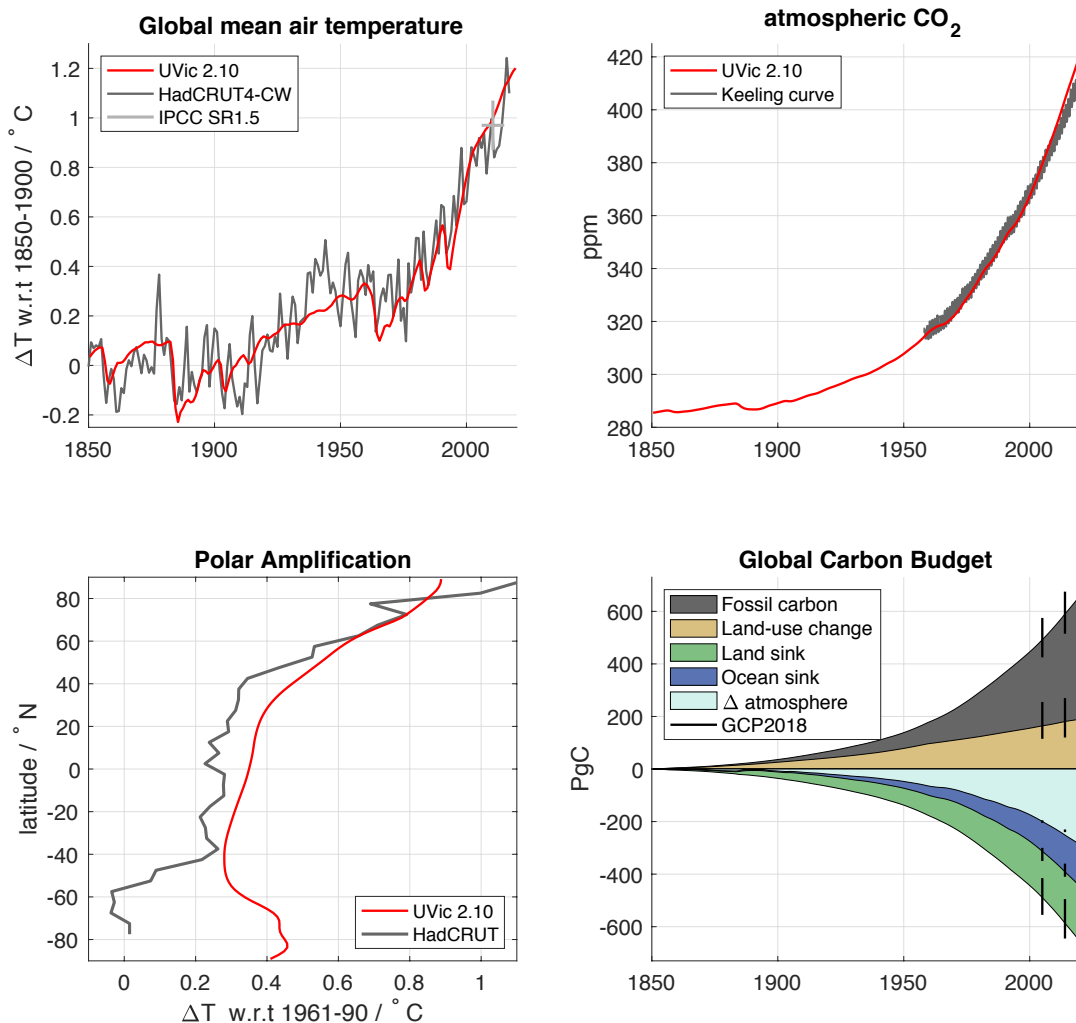 Global mean air temperature
ΔT w.r.t 1850-1900 / ° C
1.2
1
0.8
0.6
0.4
0.2
0
-0.2
UVic 2.10
HadCRUT4-CW
IPCC SR1.5
1850 1900 1950 2000
atmospheric CO2
ppm
420
400
380
360
340
320
300
280
UVic 2.10
Keeling curve
1850 1900 1950 2000
Polar Amplification
latitude / ° N
80
60
40
20
0
-20
-40
-60
-80
UVic 2.10
HadCRUT
0 0.2 0.4 0.6 0.8 1
ΔT w.r.t 1961-90 / ° C
Global Carbon Budget
PgC
600
400
200
0
-200
-400
-600
Fossil carbon
Land-use change
Land sink
Ocean sink
Δ atmosphere
GCP2018
1850 1900 1950 2000